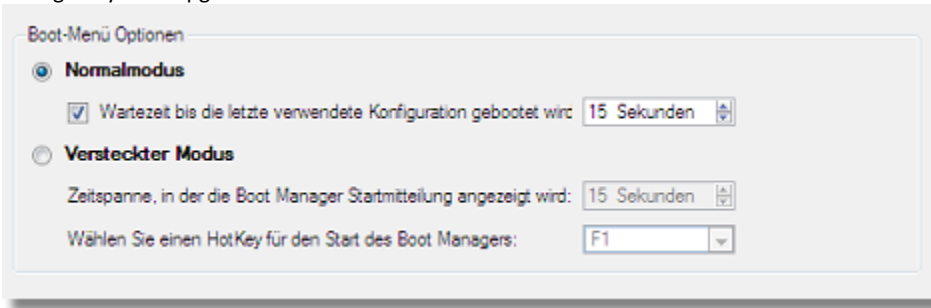 Boot-Menü Optionen
Normalmodus
Wartezeit bis die letzte verwendete Konfiguration gebootet wird 15 Sekunden
Versteckter Modus
Zeitspanne, in der die Boot Manager Startmitteilung angezeigt wird: 15 Sekunden
Wählen Sie einen HotKey für den Start des Boot Managers: F1